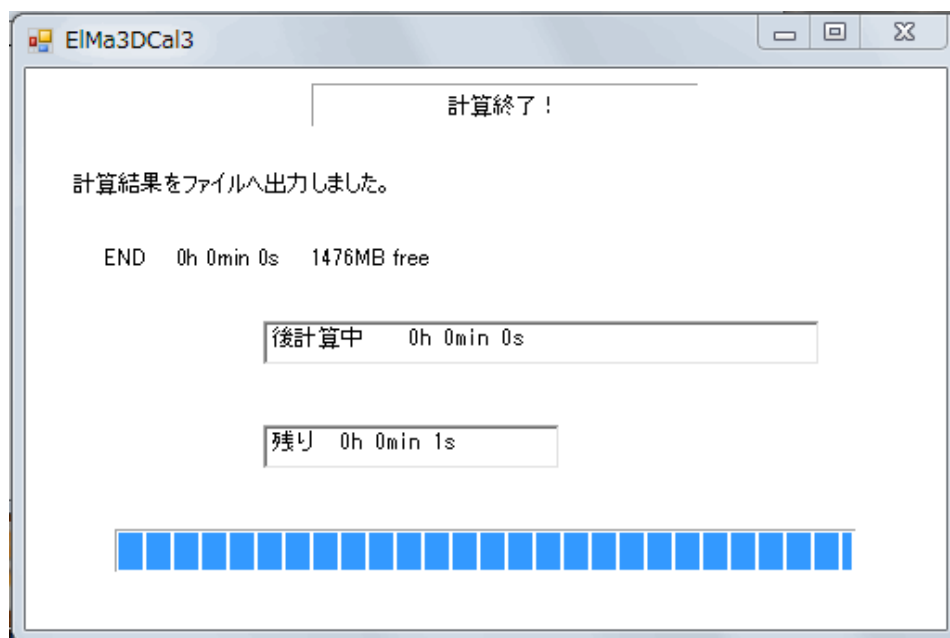 ElMa3DCal3
計算終了！
計算結果をファイルへ出力しました。
END 0h 0min 0s 1476MB free
後計算中 0h 0min 0s
残り 0h 0min 1s